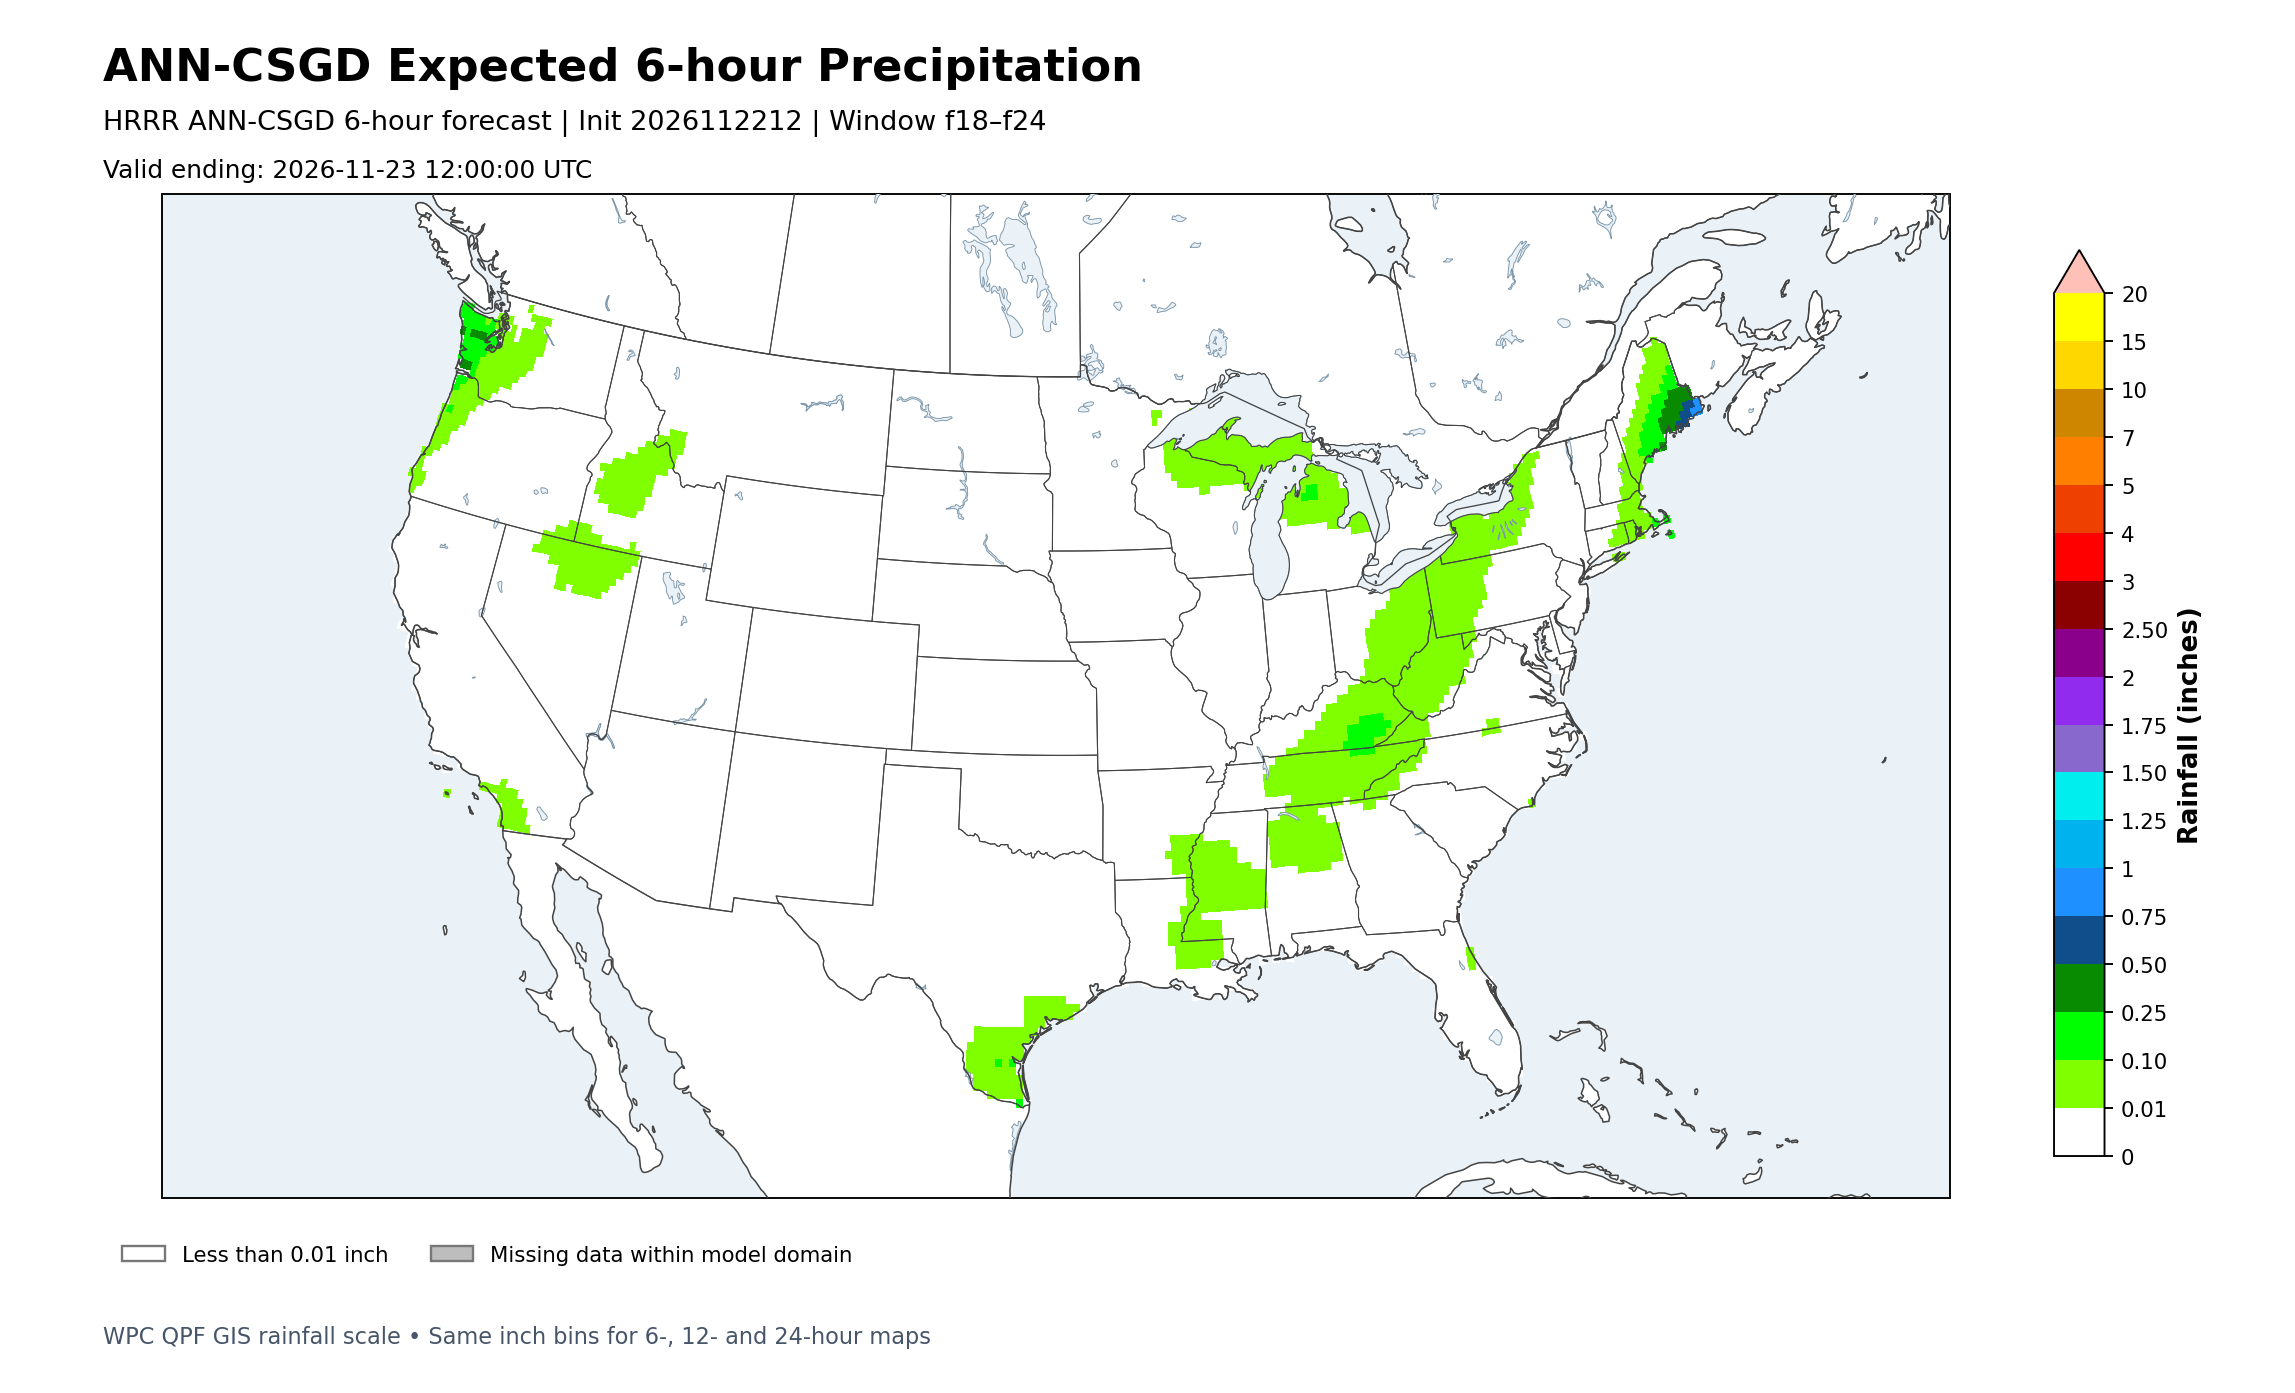 ANN-CSGD Expected 6-hour Precipitation
HRRR ANN-CSGD 6-hour forecast | Init 2026112212 | Window f18–f24
Valid ending: 2026-11-23 12:00:00 UTC
20
15
10
7
5
4
3
2.50
2
1.75
1.50
1.25
1
0.75
0.50
0.25
0.10
0.01
0
Rainfall (inches)
Less than 0.01 inch
Missing data within model domain
WPC QPF GIS rainfall scale • Same inch bins for 6-, 12- and 24-hour maps